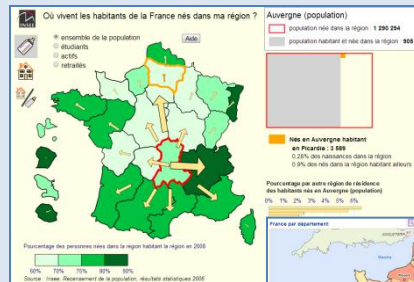 INSEE
Où vivent les habitants de la France nés dans ma région ?
Aide
ensemble de la population
étudiants
actifs
retraités
Pourcentage des personnes nées dans la région habitant la région en 2008
60% 70% 80% 90%
Source : Insee, Recensement de la population, résultats statistiques 2008
Auvergne (population)
population née dans la région : 1 290 294
population habitant et née dans la région : 905
Nés en Auvergne habitant
en Picardie : 3 589
0.28% des naissances dans la région
0.9% des nés dans la région habitant ailleurs
Pourcentage par autre région de résidence
des habitants nés en Auvergne (population)
0% 1% 2% 3% 4% 5% 6%
France par département